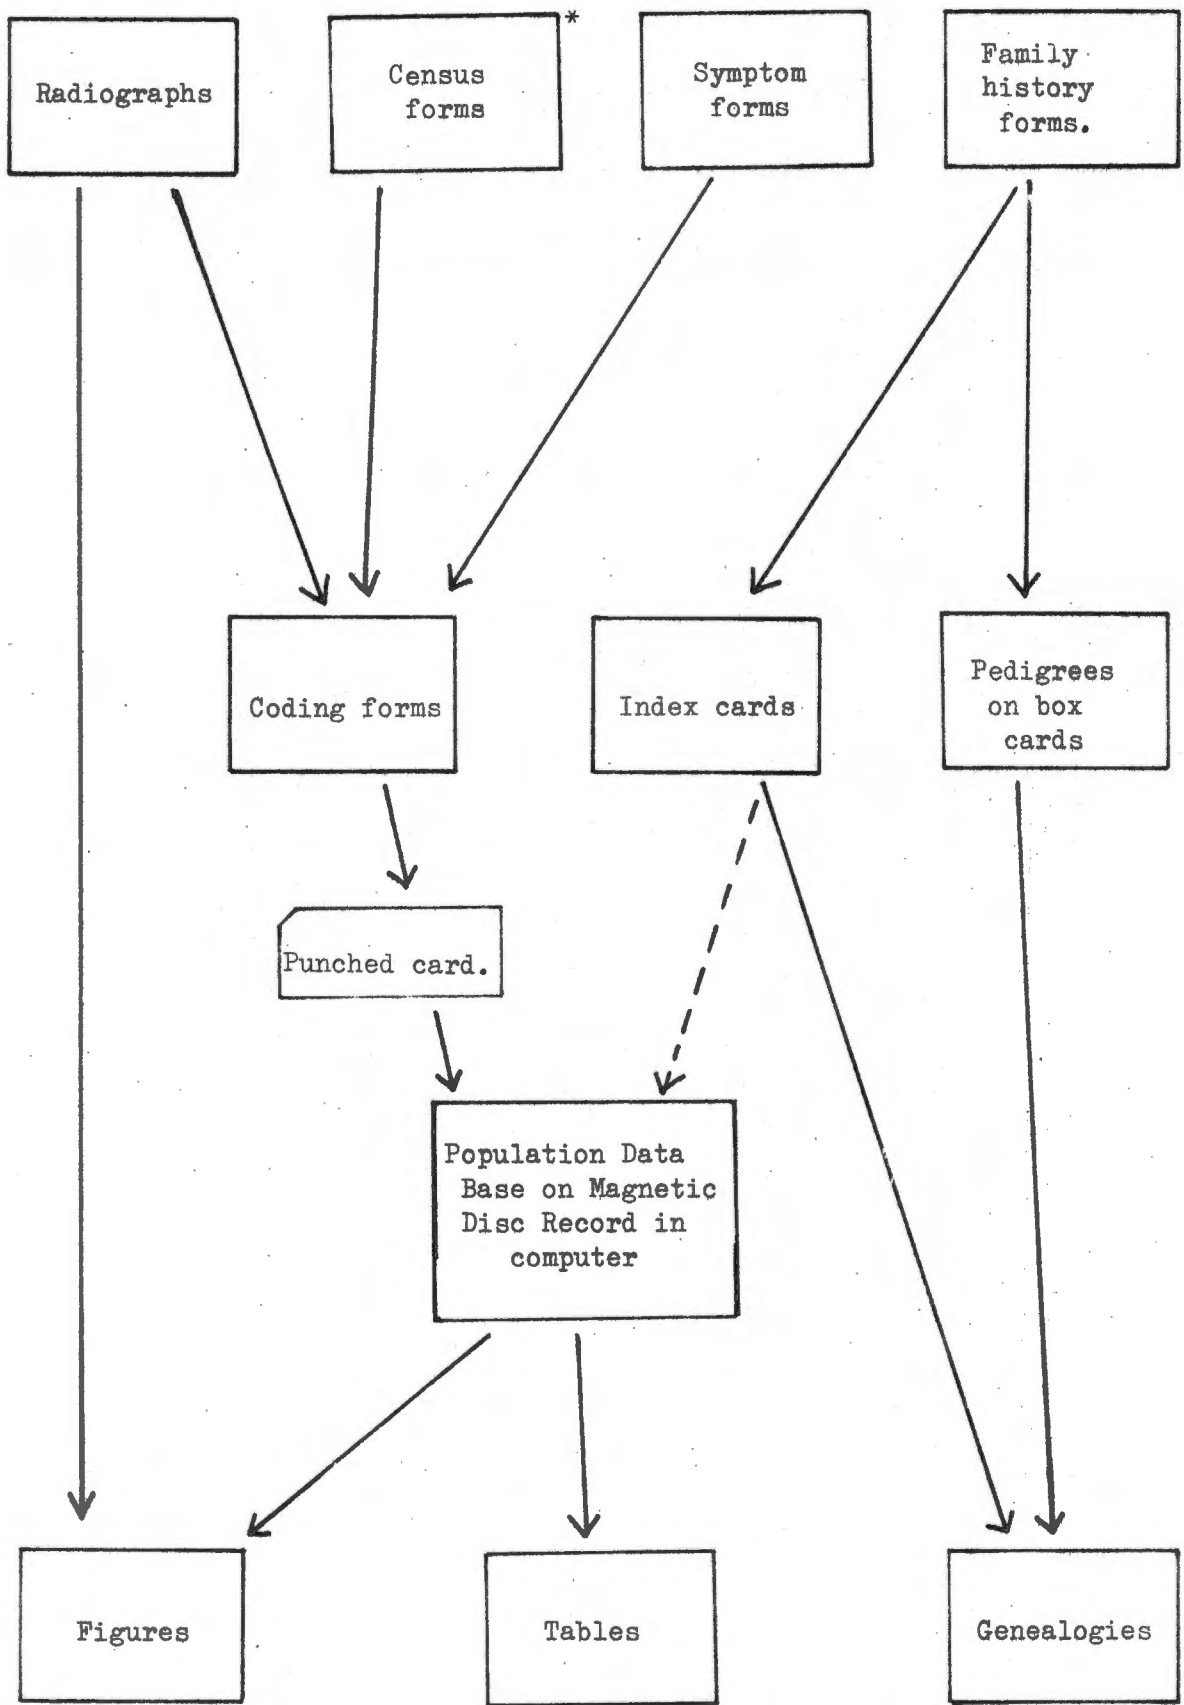 Radiographs
Census
forms
*
Symptom
forms
Family
history
forms.
Coding forms
Index cards
Pedigrees
on box
cards
Punched card.
Population Data
Base on Magnetic
Disc Record in
computer
Figures
Tables
Genealogies